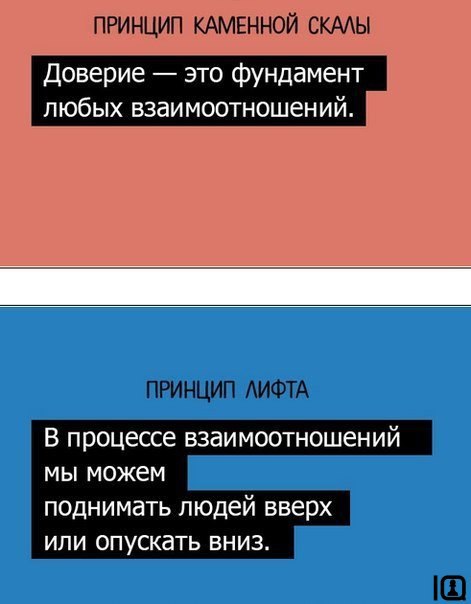 ПРИНЦИП КАМЕННОЙ СКАЛЫ
Доверие — это фундамент
любых взаимоотношений.
ПРИНЦИП ЛИФТА
В процессе взаимоотношений
мы можем
поднимать людей вверх
или опускать вниз.
IQ